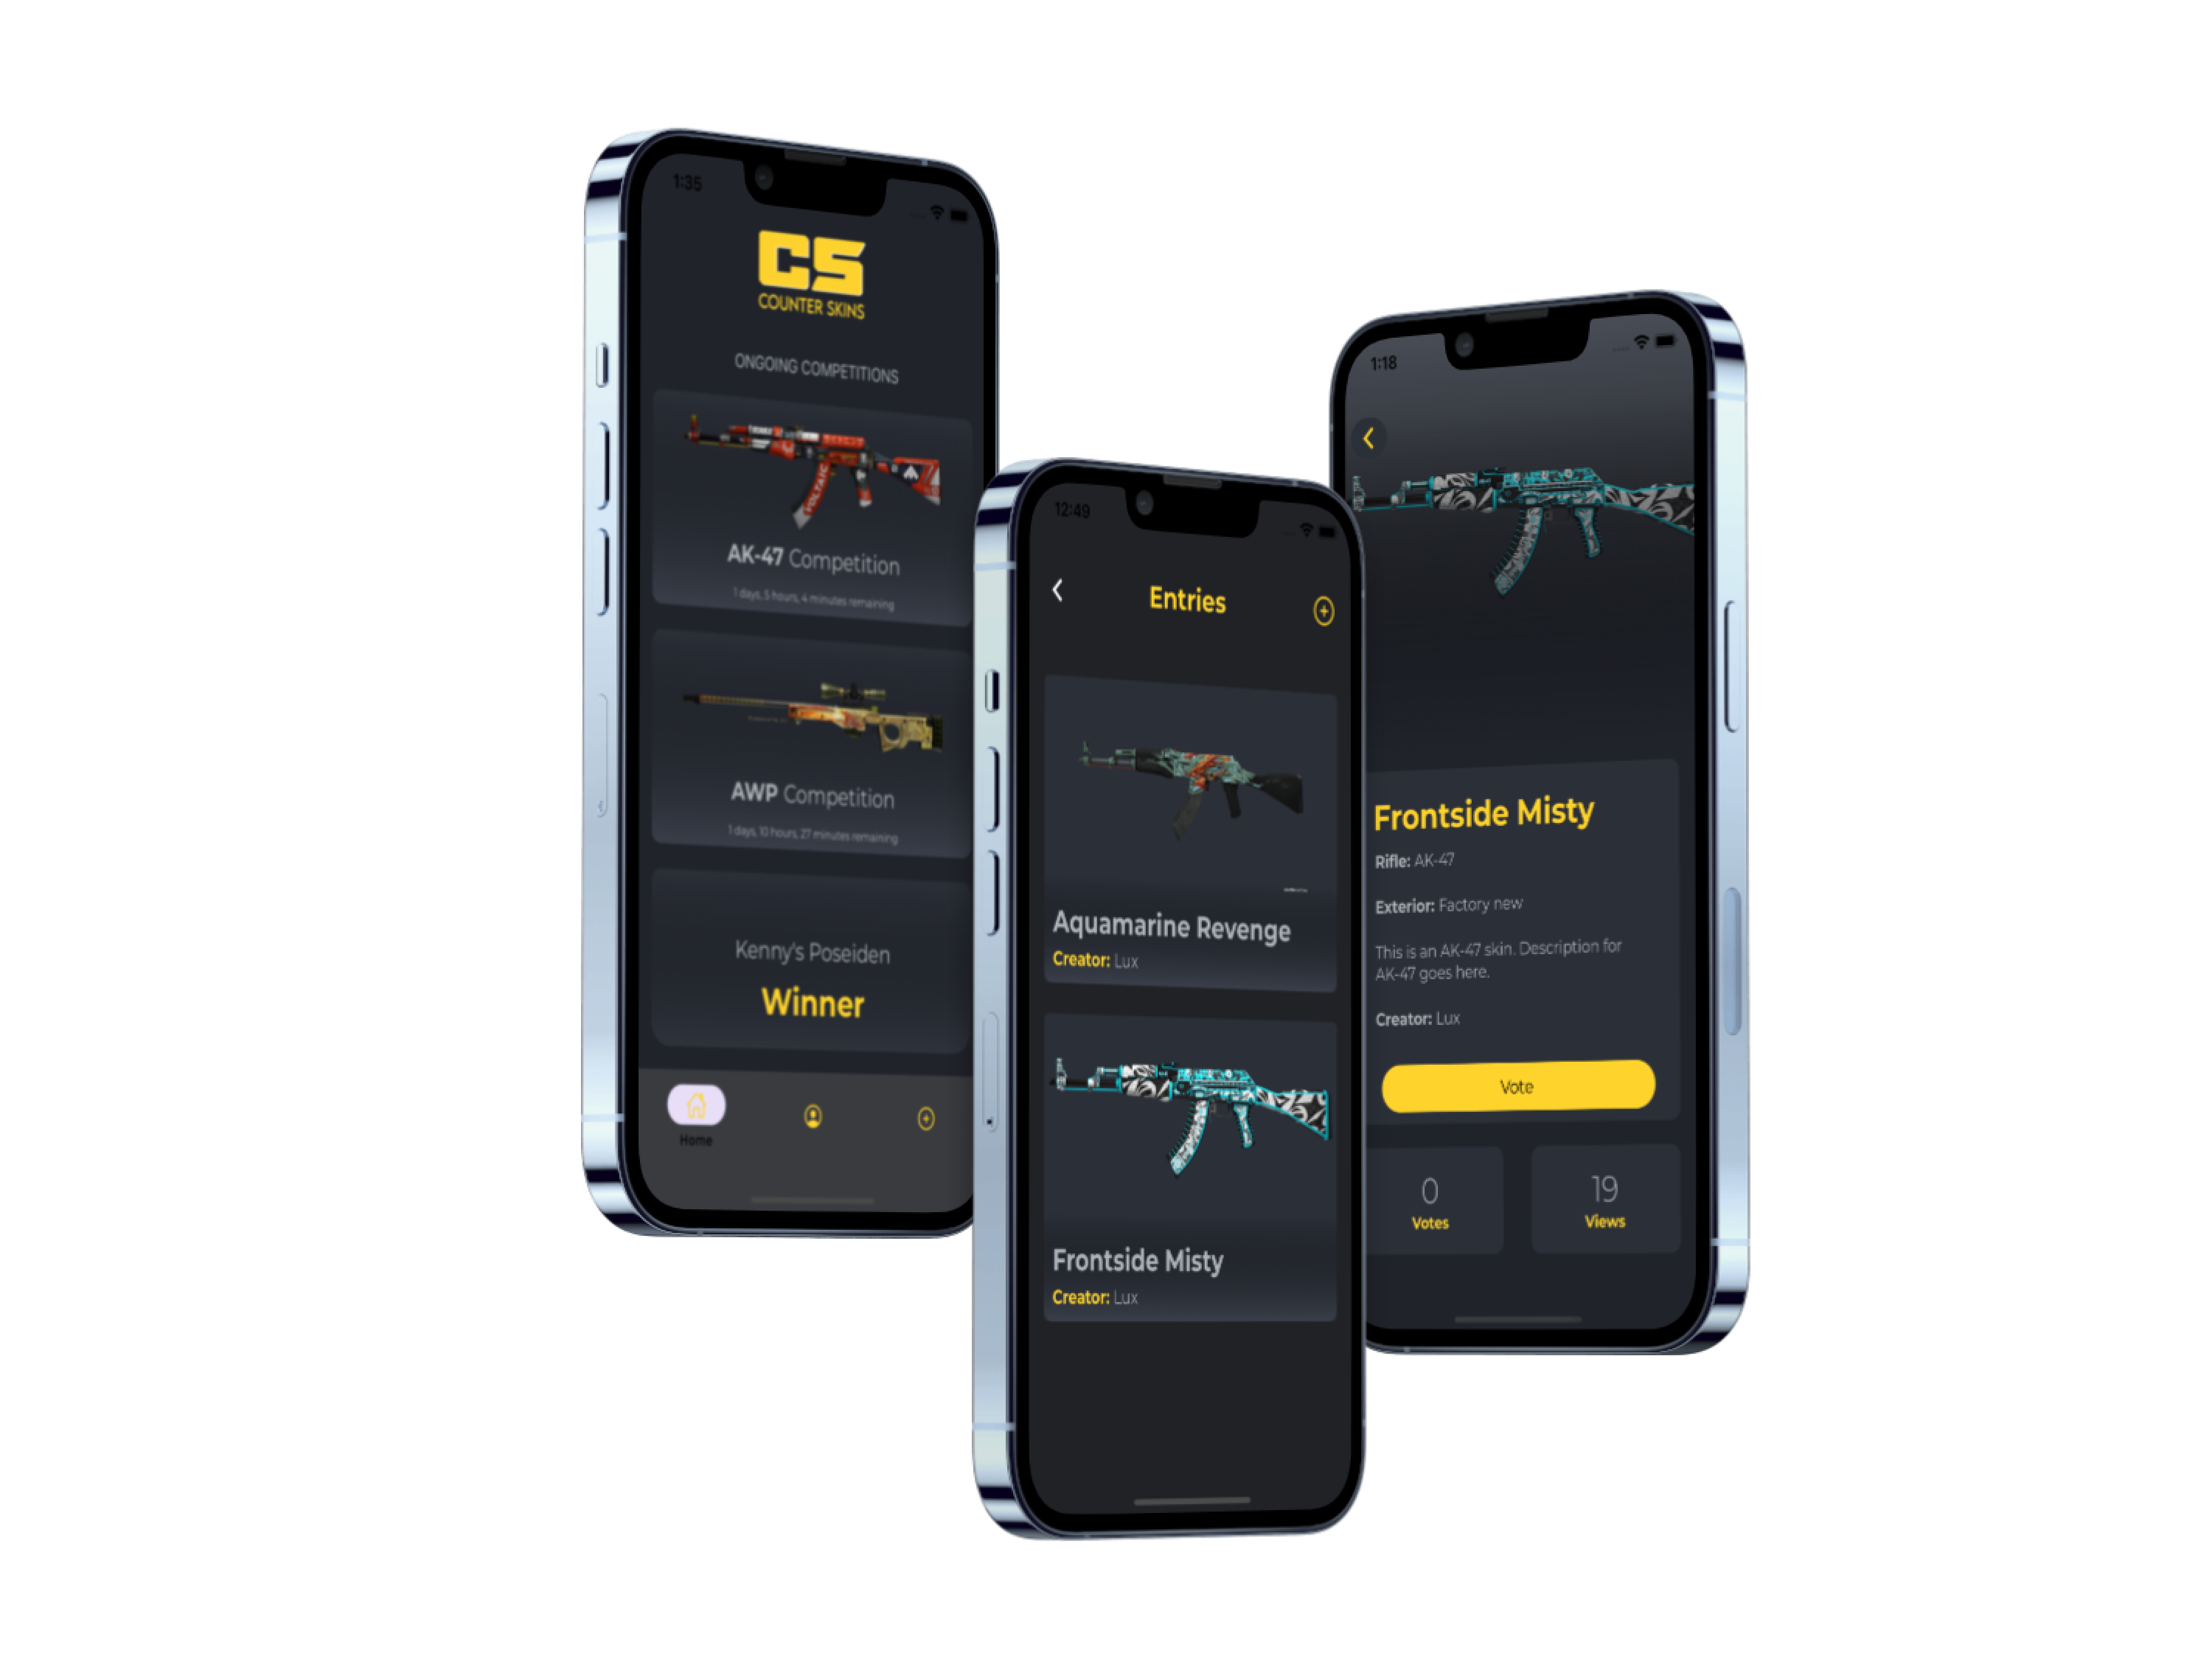 1:35
CS
COUNTER SKINS
ONGOING COMPETITIONS
VOLTAIC
AK-47 Competition
1 days, 5 hours, 4 minutes remaining
AWP Competition
1 days, 10 hours, 27 minutes remaining
Kenny's Poseiden
Winner
Home
12:49
Entries
Aquamarine Revenge
Creator: Lux
Frontside Misty
Creator: Lux
1:18
Frontside Misty
Rifle: AK-47
Exterior: Factory new
This is an AK-47 skin. Description for
AK-47 goes here.
Creator: Lux
Vote
0
Votes
19
Views